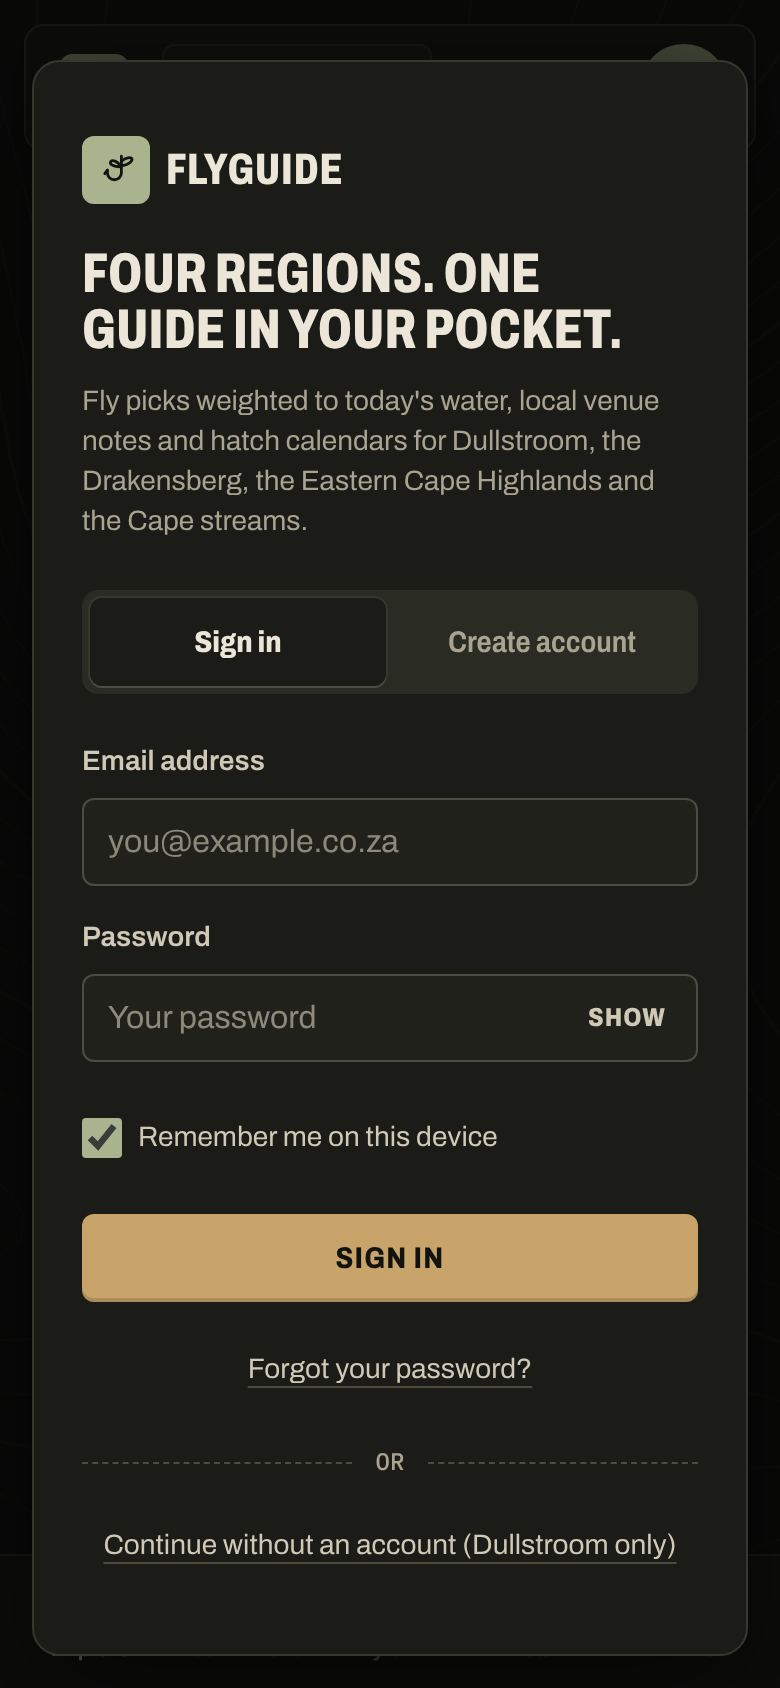 FLYGUIDE
FOUR REGIONS. ONE
GUIDE IN YOUR POCKET.
Fly picks weighted to today's water, local venue
notes and hatch calendars for Dullstroom, the
Drakensberg, the Eastern Cape Highlands and
the Cape streams.
Sign in
Create account
Email address
you@example.co.za
Password
Your password
SHOW
Remember me on this device
SIGN IN
Forgot your password?
OR
Continue without an account (Dullstroom only)